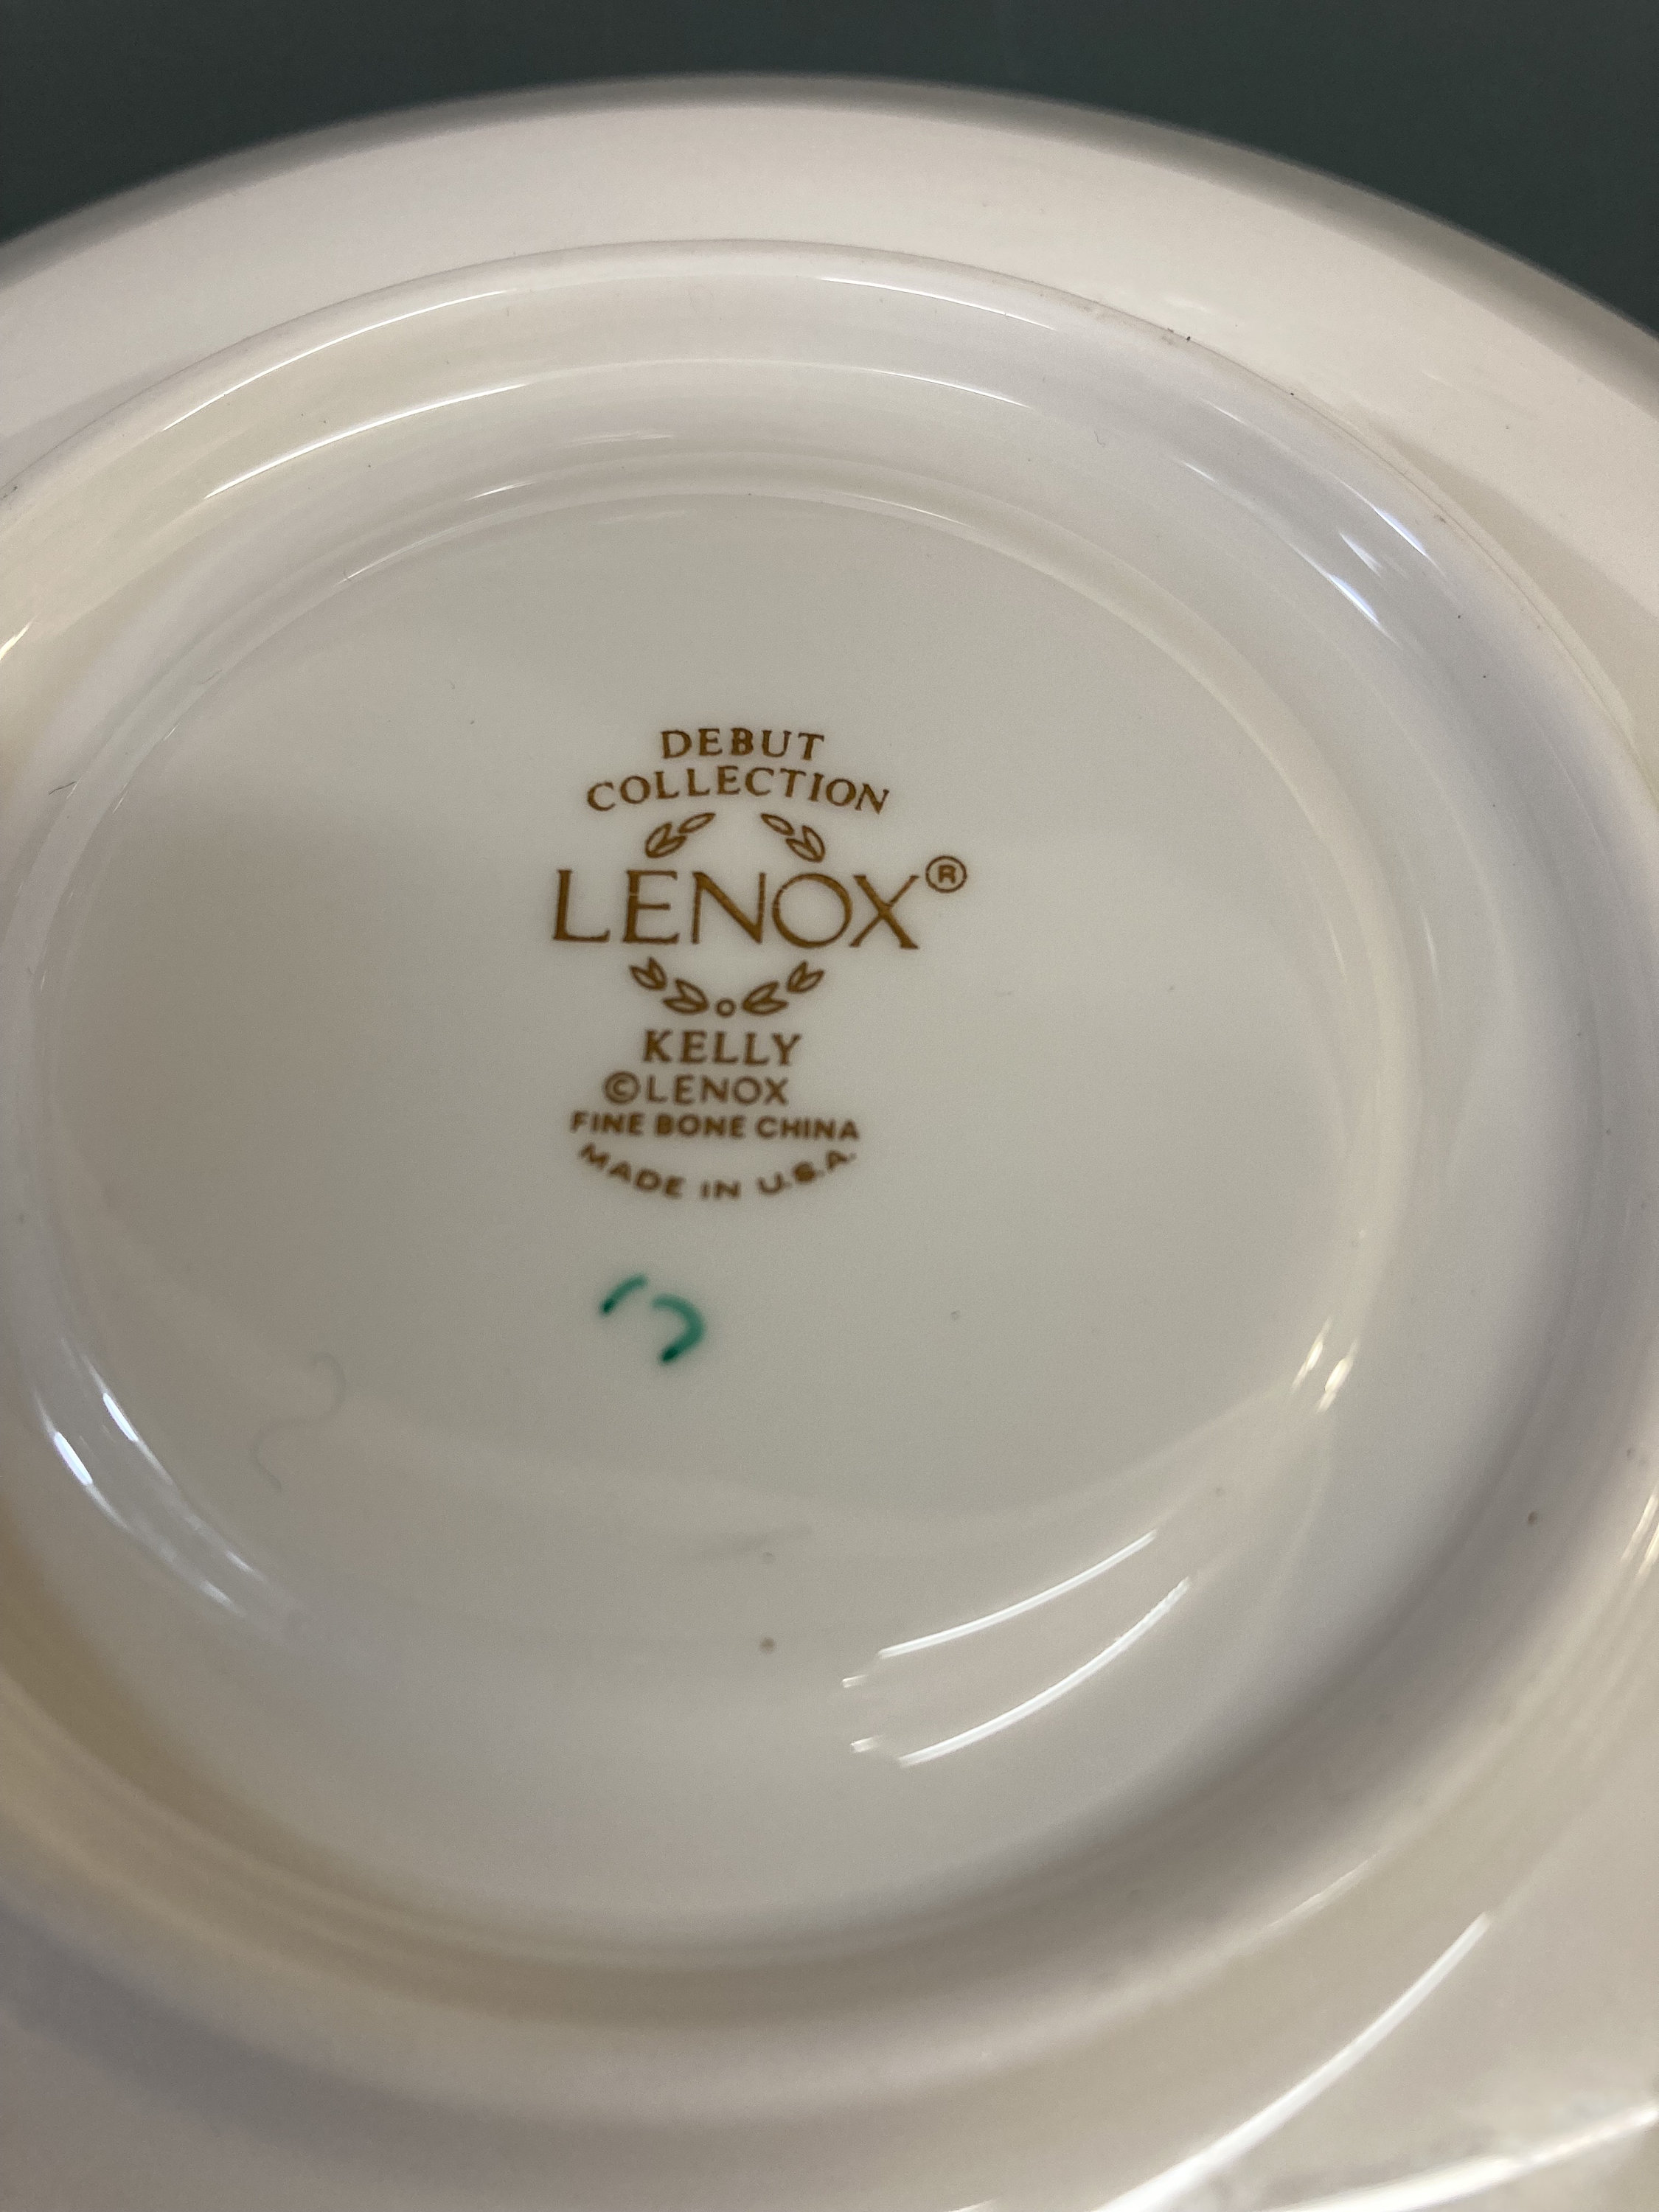 DEBUT
COLLECTION
LENOX®
KELLY
©LENOX
FINE BONE CHINA
MADE IN U.S.A.